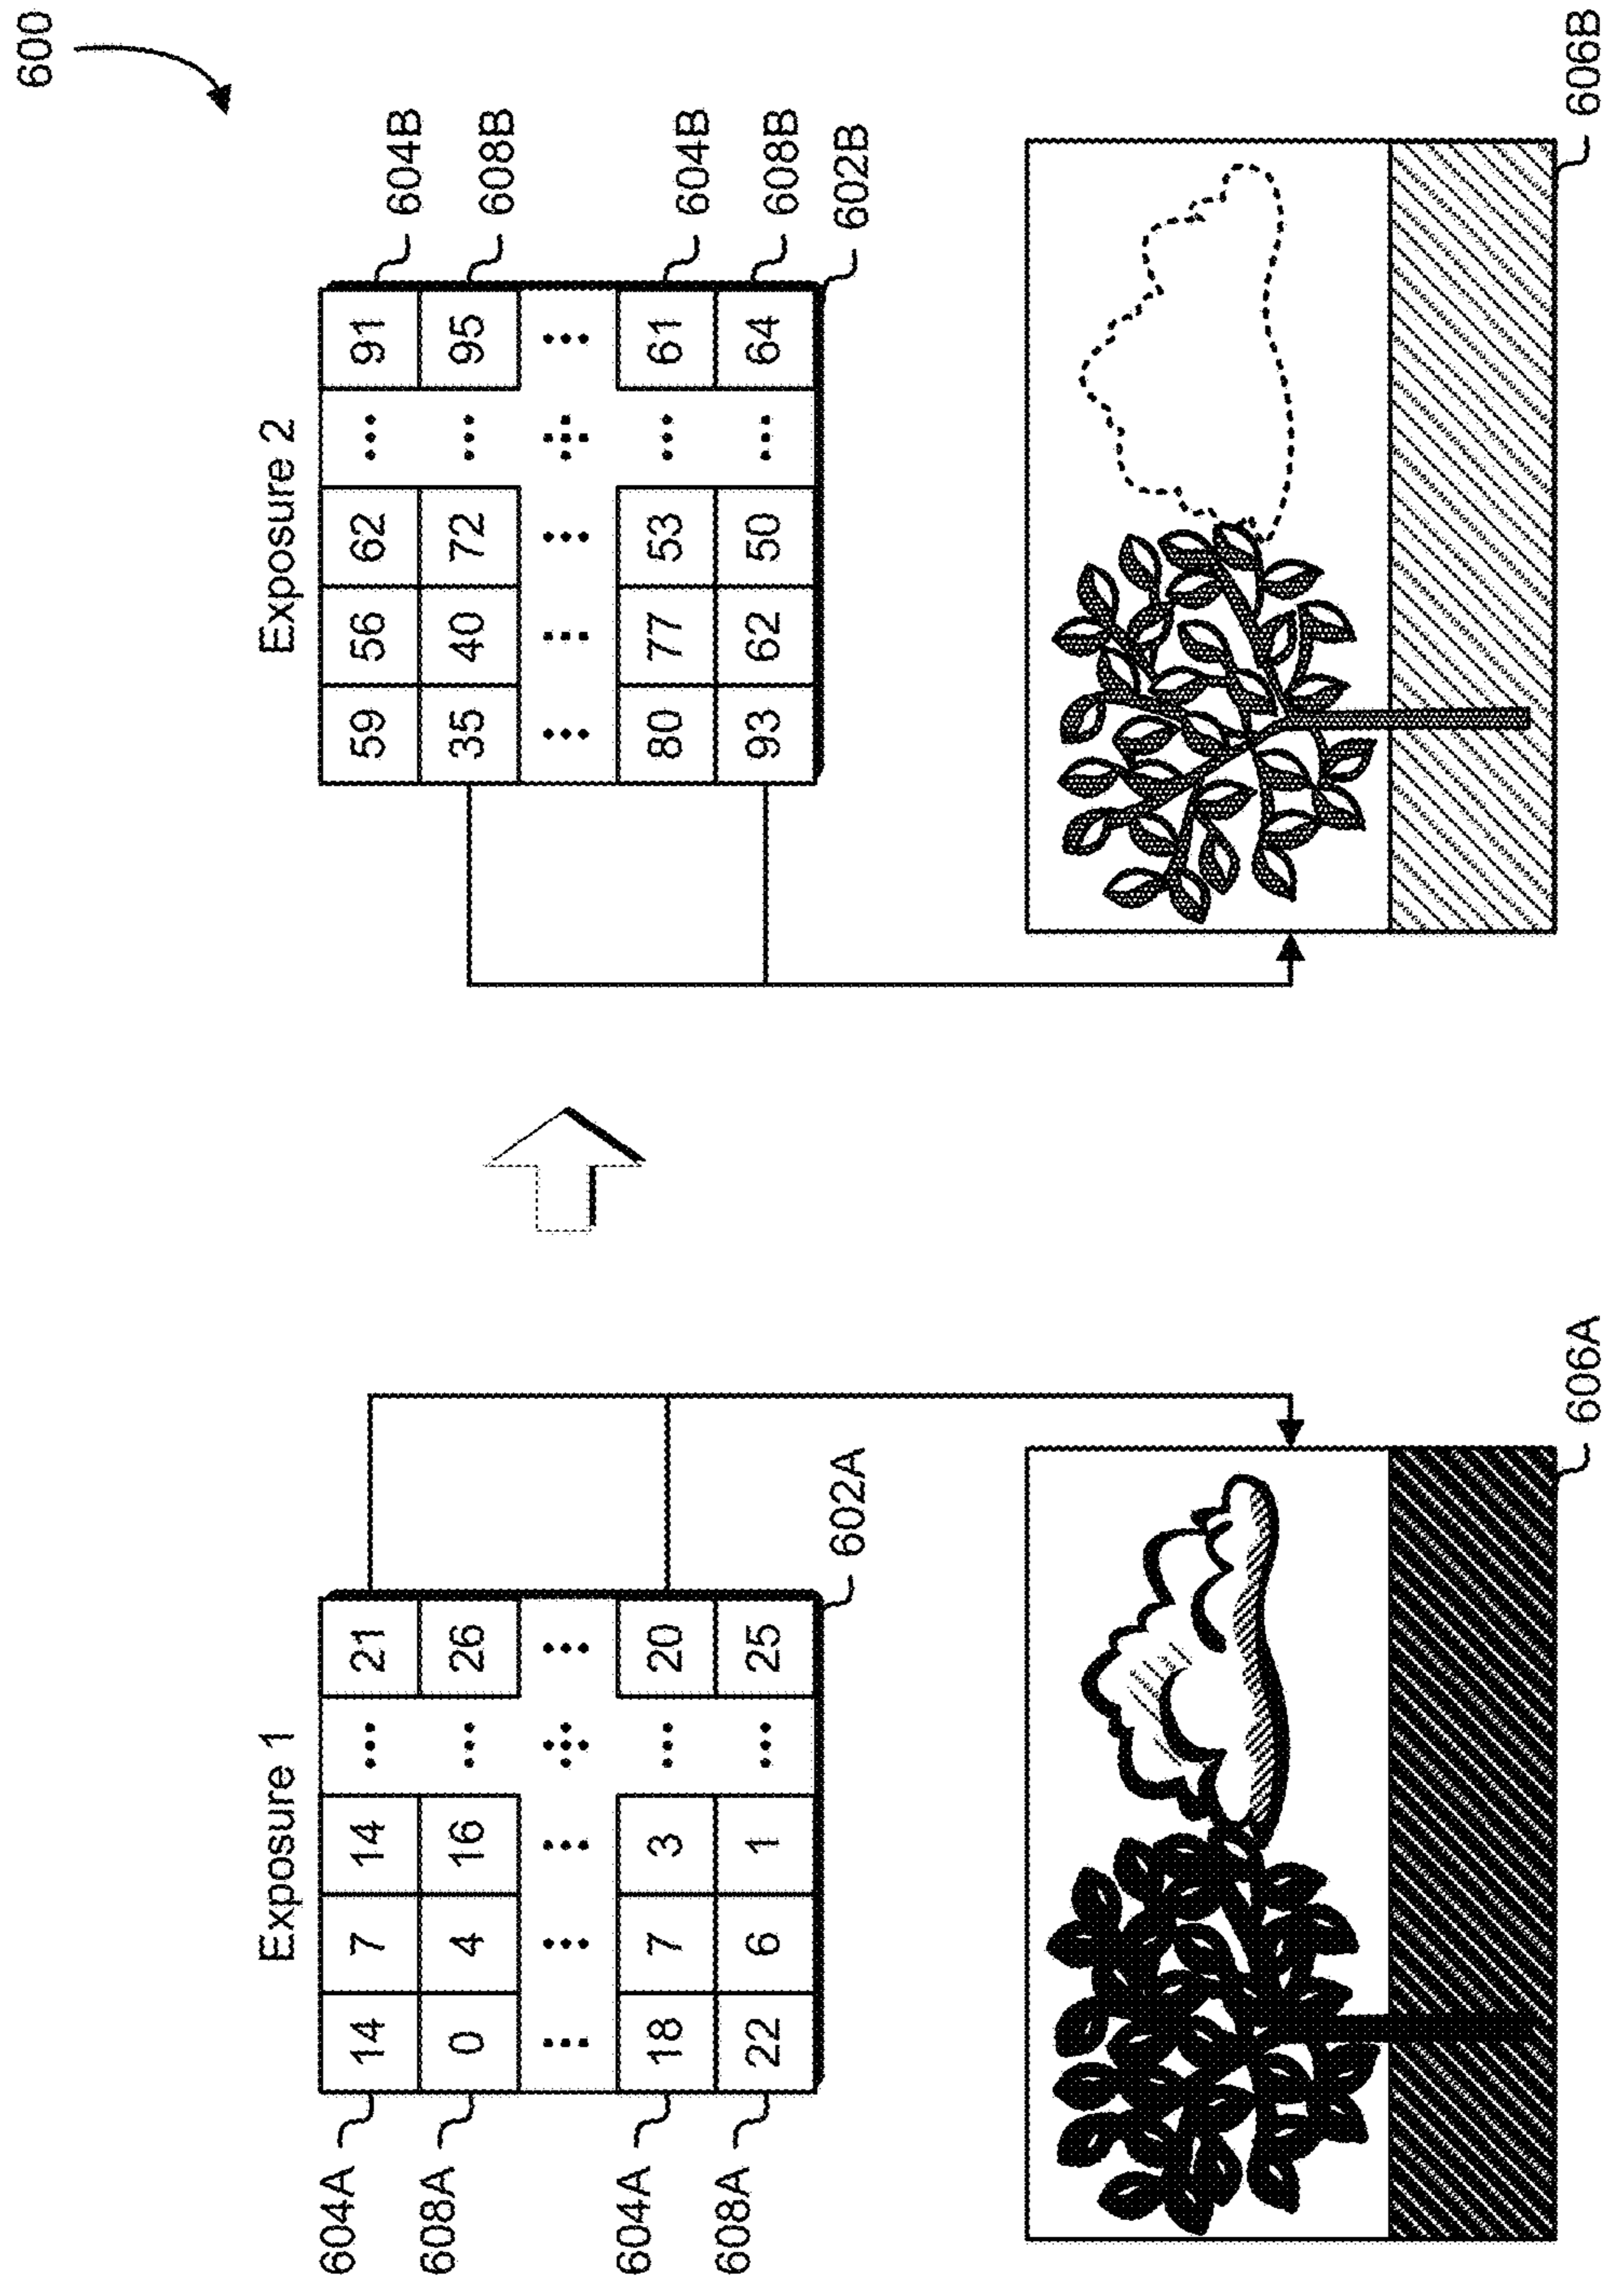 600
Exposure 1
604A 14 7 14 ... 21
608A 0 4 16 ... 26
604A 18 7 3 ... 20
608A 22 6 1 ... 25
602A
606A
Exposure 2
59 56 62 ... 91 604B
35 40 72 ... 95 608B
80 77 53 ... 61 604B
93 62 50 ... 64 608B
602B
606B